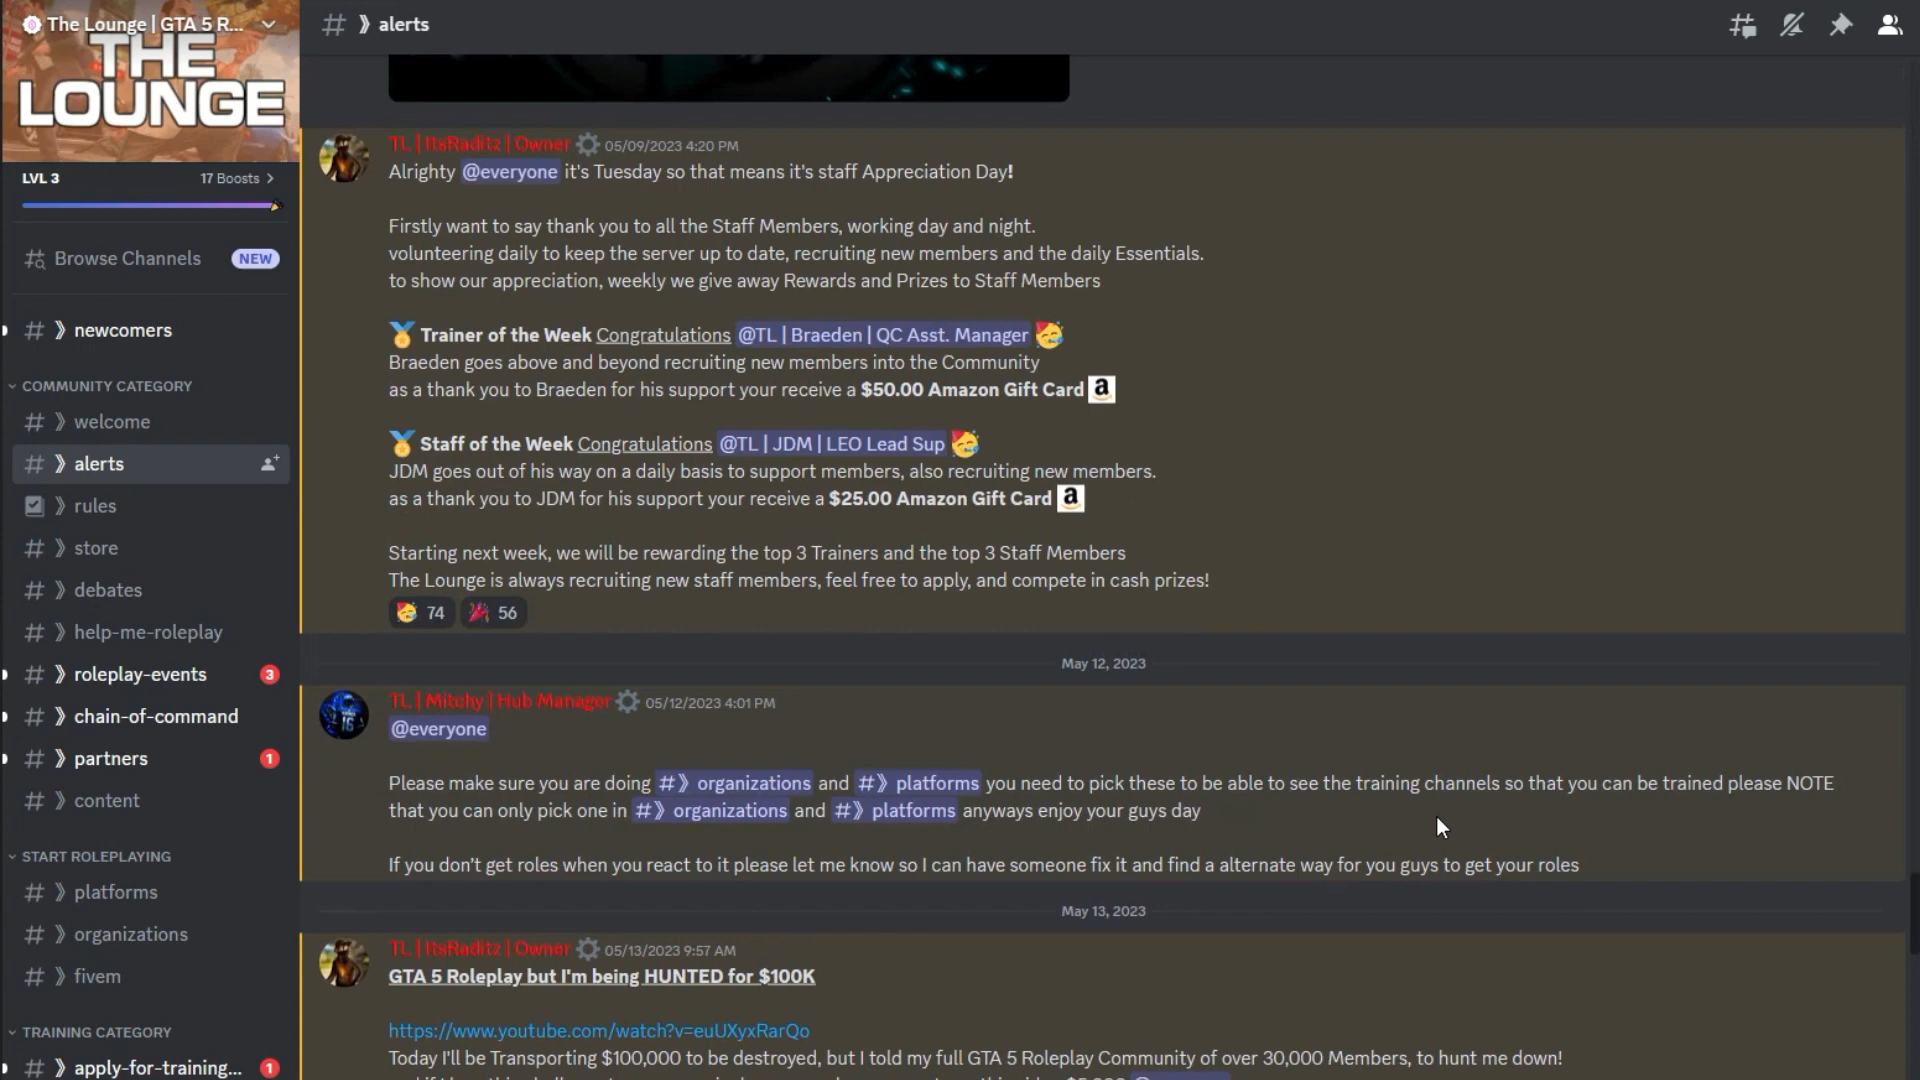 The Lounge | GTA 5 R...
THE
LOUNGE
LVL 3
17 Boosts
Browse Channels
NEW
# 》 newcomers
COMMUNITY CATEGORY
# 》 welcome
# 》 alerts
》 rules
# 》 store
# 》 debates
# 》 help-me-roleplay
# 》 roleplay-events 3
# 》 chain-of-command
# 》 partners 1
# 》 content
START ROLEPLAYING
# 》 platforms
# 》 organizations
# 》 fivem
TRAINING CATEGORY
# 》 apply-for-training... 1
# 》 alerts
TL | ItsRaditz | Owner 05/09/2023 4:20 PM
Alrighty @everyone it's Tuesday so that means it's staff Appreciation Day!
Firstly want to say thank you to all the Staff Members, working day and night.
volunteering daily to keep the server up to date, recruiting new members and the daily Essentials.
to show our appreciation, weekly we give away Rewards and Prizes to Staff Members
🏅 Trainer of the Week Congratulations @TL | Braeden | QC Asst. Manager 🥳
Braeden goes above and beyond recruiting new members into the Community
as a thank you to Braeden for his support your receive a $50.00 Amazon Gift Card a
🏅 Staff of the Week Congratulations @TL | JDM | LEO Lead Sup 🥳
JDM goes out of his way on a daily basis to support members, also recruiting new members.
as a thank you to JDM for his support your receive a $25.00 Amazon Gift Card a
Starting next week, we will be rewarding the top 3 Trainers and the top 3 Staff Members
The Lounge is always recruiting new staff members, feel free to apply, and compete in cash prizes!
🥳 74 🎉 56
May 12, 2023
TL | Mitchy | Hub Manager 05/12/2023 4:01 PM
@everyone
Please make sure you are doing # 》 organizations and # 》 platforms you need to pick these to be able to see the training channels so that you can be trained please NOTE
that you can only pick one in # 》 organizations and # 》 platforms anyways enjoy your guys day
If you don't get roles when you react to it please let me know so I can have someone fix it and find a alternate way for you guys to get your roles
May 13, 2023
TL | ItsRaditz | Owner 05/13/2023 9:57 AM
GTA 5 Roleplay but I'm being HUNTED for $100K
https://www.youtube.com/watch?v=euUXyxRarQo
Today I'll be Transporting $100,000 to be destroyed, but I told my full GTA 5 Roleplay Community of over 30,000 Members, to hunt me down!